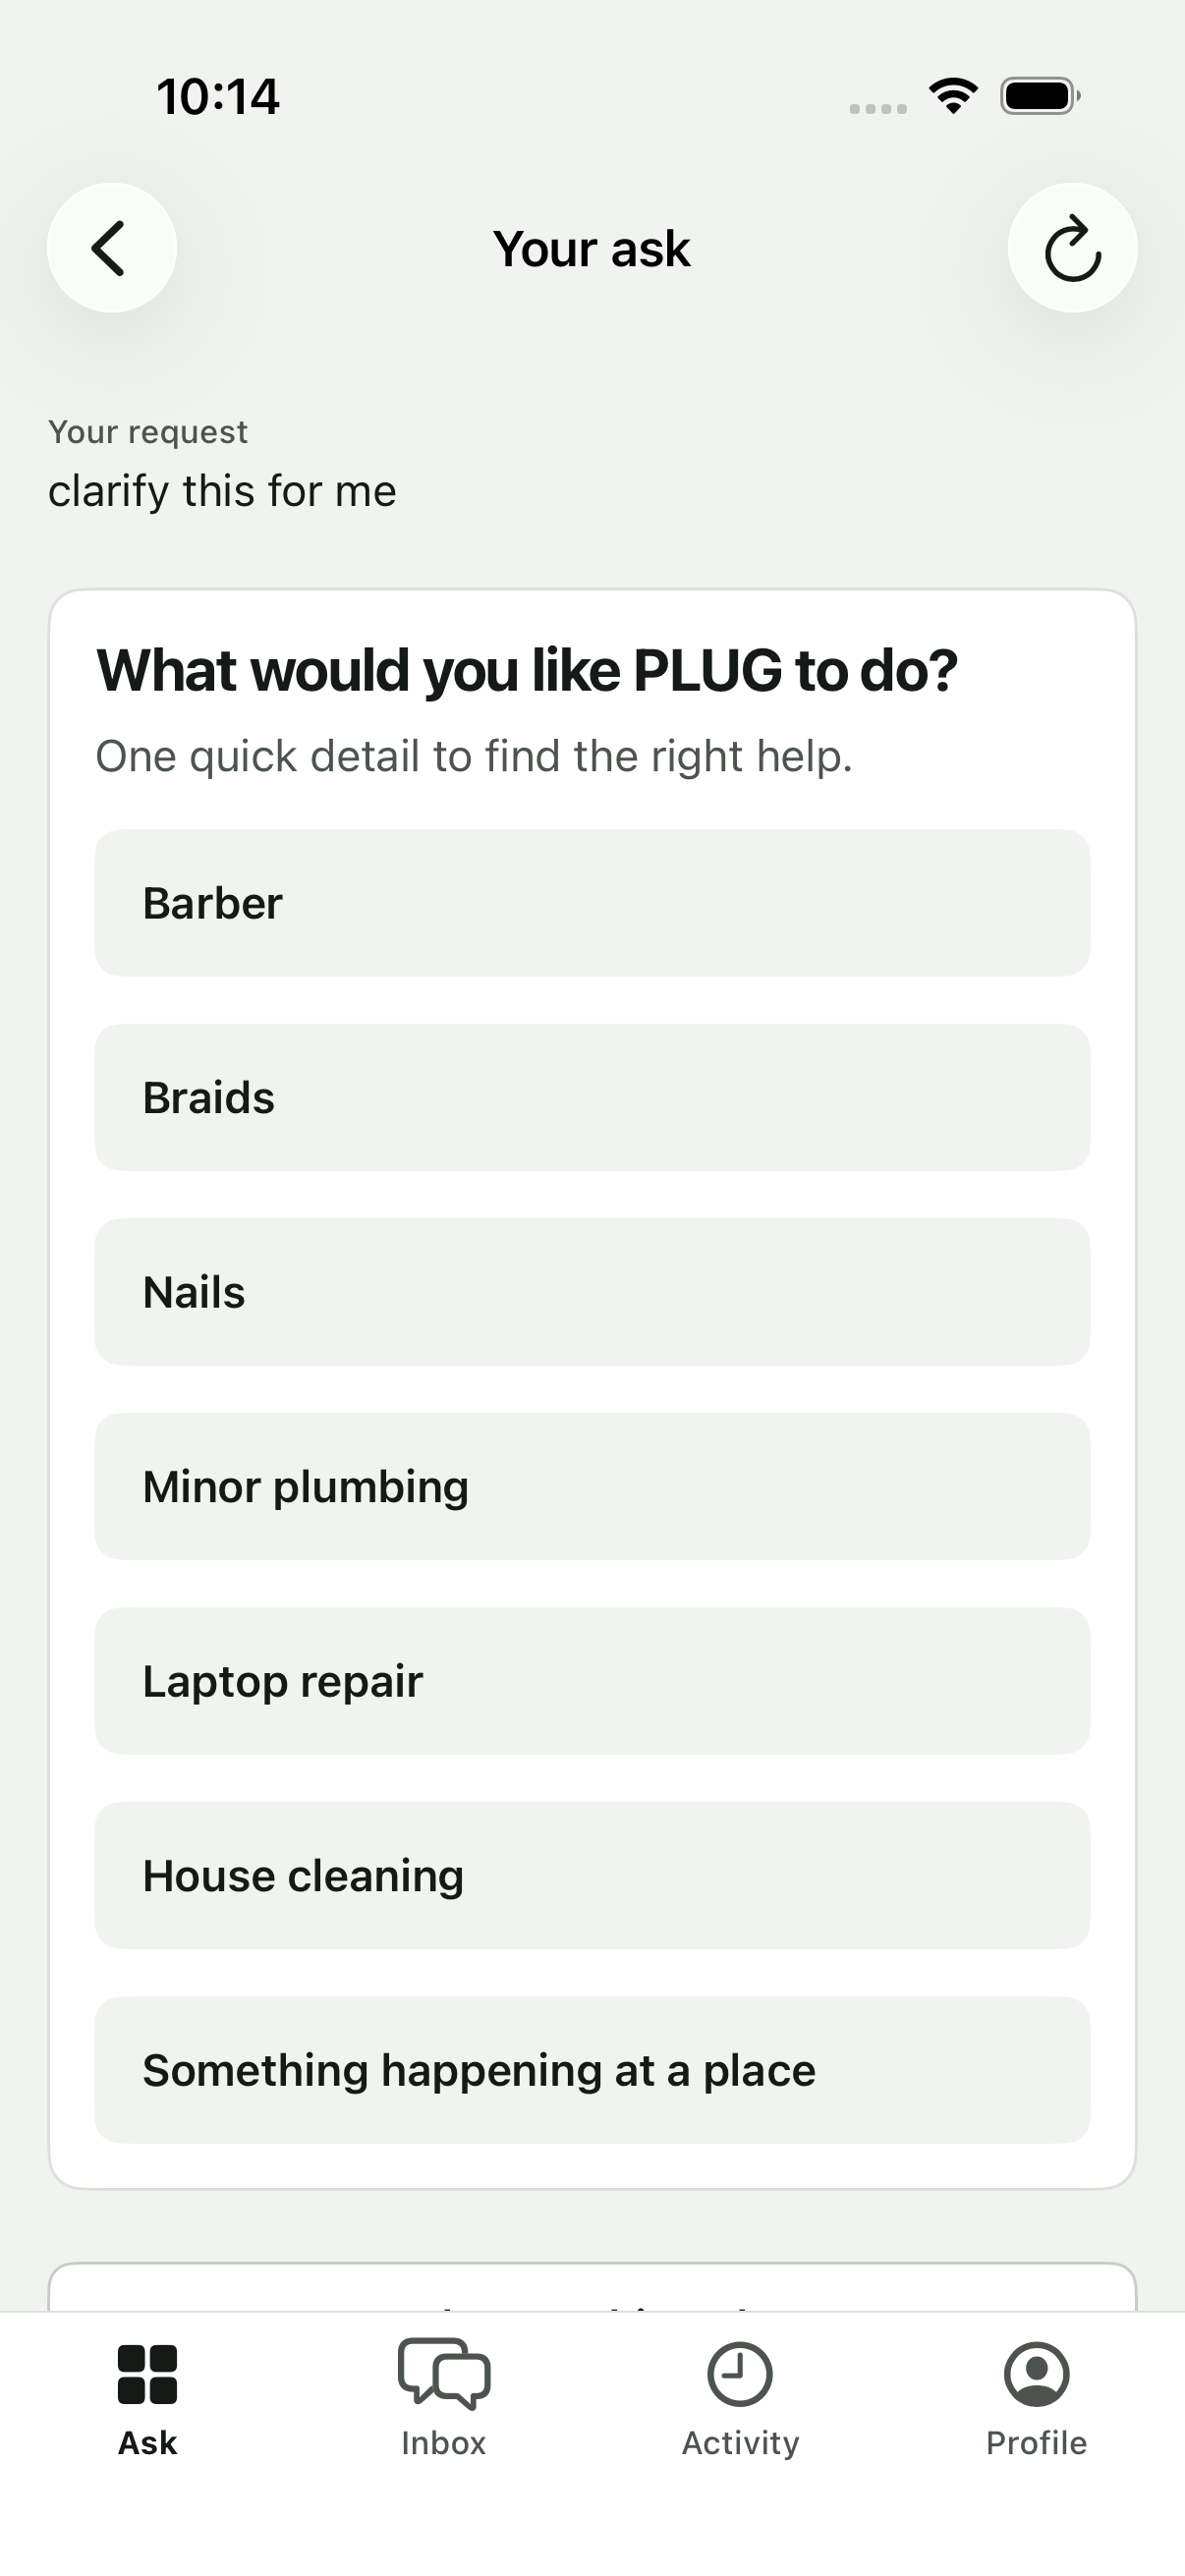 10:14
Your ask
Your request
clarify this for me
What would you like PLUG to do?
One quick detail to find the right help.
Barber
Braids
Nails
Minor plumbing
Laptop repair
House cleaning
Something happening at a place
Ask
Inbox
Activity
Profile